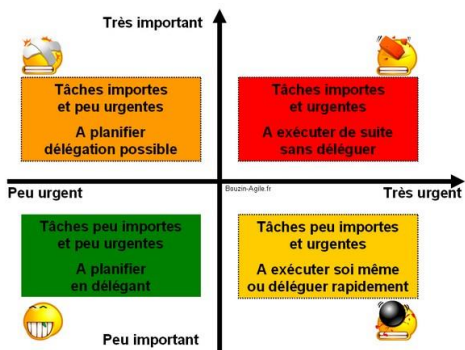 Très important
Tâches importes
et peu urgentes
A planifier
délégation possible
Tâches importes
et urgentes
A exécuter de suite
sans déléguer
Peu urgent
Bouzin-Agile.fr
Très urgent
Tâches peu importes
et peu urgentes
A planifier
en délégant
Tâches peu importes
et urgentes
A exécuter soi même
ou déléguer rapidement
Peu important